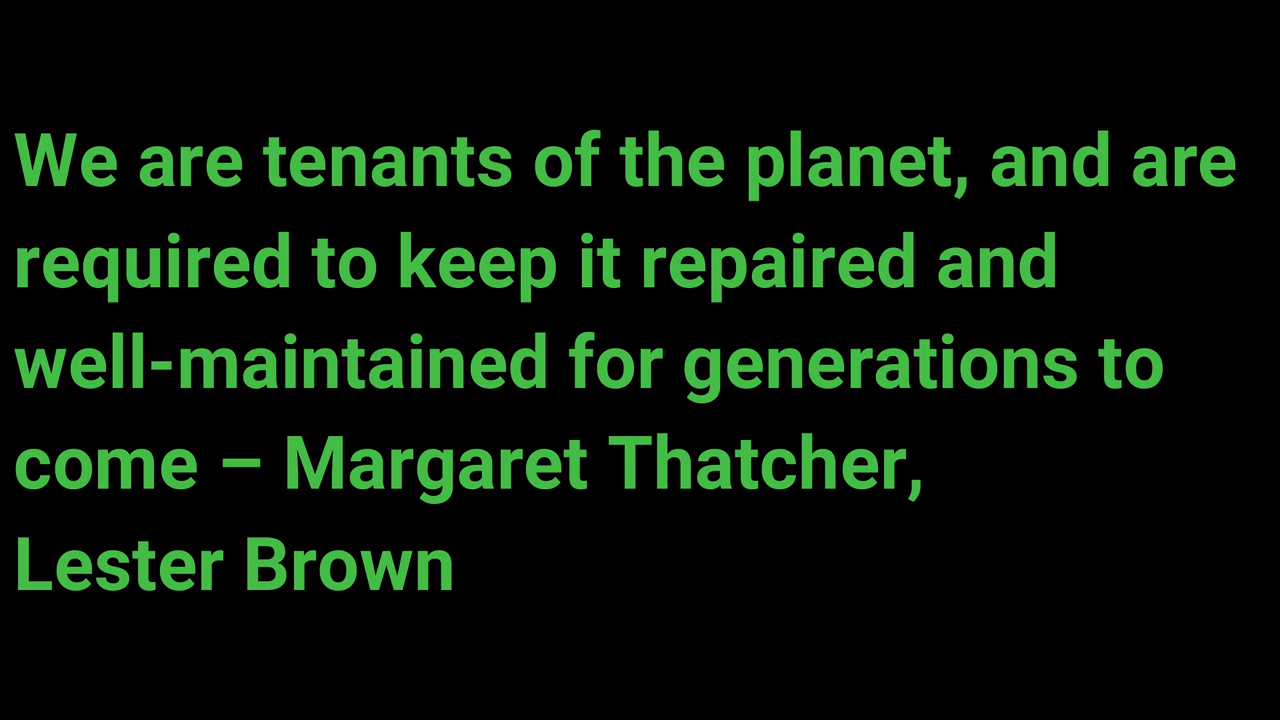 We are tenants of the planet, and are
required to keep it repaired and
well-maintained for generations to
come – Margaret Thatcher,
Lester Brown